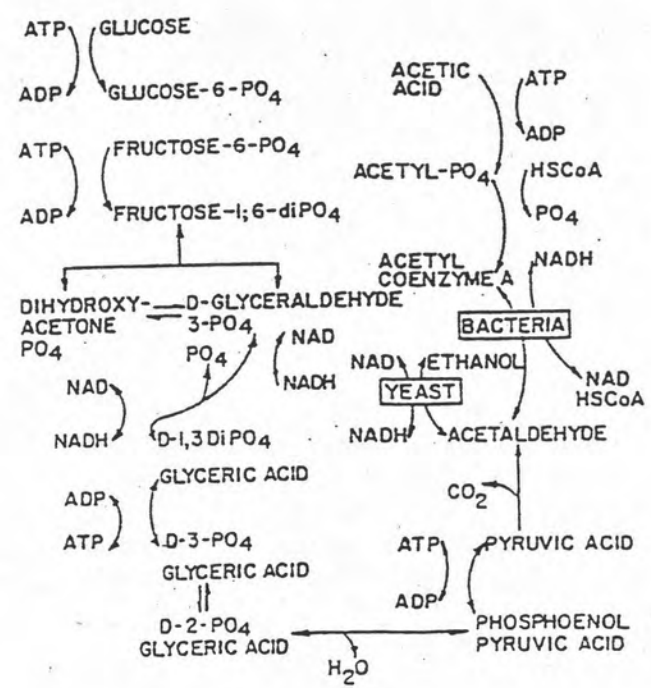 ATP
GLUCOSE
ADP
GLUCOSE-6-PO4
ATP
FRUCTOSE-6-PO4
ADP
FRUCTOSE-1;6-diPO4
DIHYDROXY-
ACETONE
PO4
D-GLYCERALDEHYDE
3-PO4
PO4
NAD
NADH
NAD
NADH
D-1,3 DiPO4
GLYCERIC ACID
ADP
ATP
D-3-PO4
GLYCERIC ACID
D-2-PO4
GLYCERIC ACID
H2O
ACETIC
ACID
ATP
ADP
ACETYL-PO4
HSCoA
PO4
ACETYL
COENZYME A
NADH
BACTERIA
NAD
HSCoA
NAD
ETHANOL
YEAST
NADH
ACETALDEHYDE
CO2
ATP
PYRUVIC ACID
ADP
PHOSPHOENOL
PYRUVIC ACID